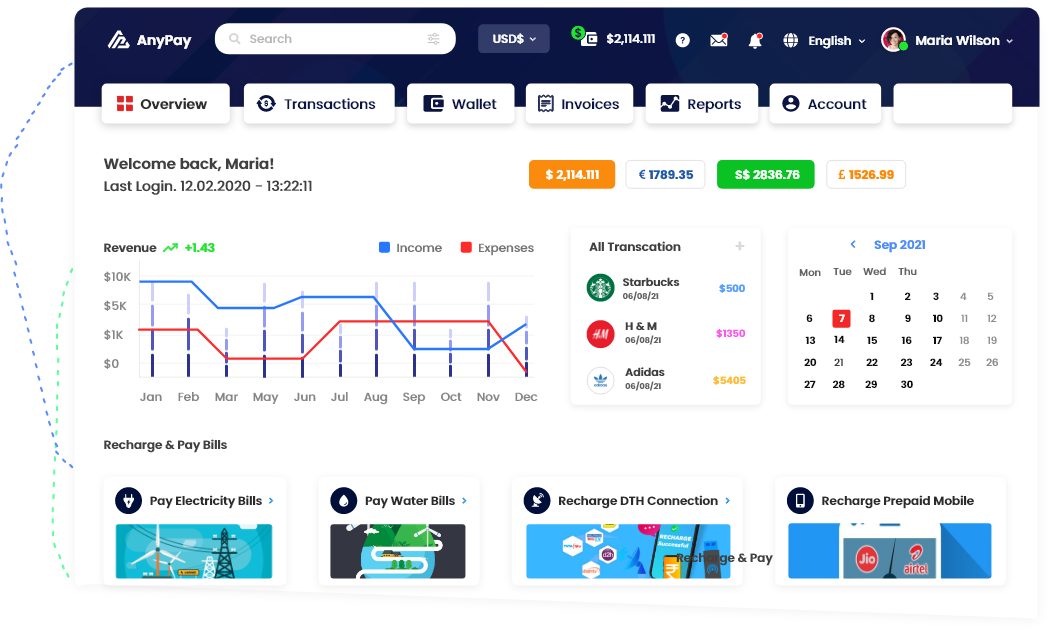 AnyPay
Search
USD$
$
$2,114.111
?
English
Maria Wilson
Overview
Transactions
Wallet
Invoices
Reports
Account
Welcome back, Maria!
Last Login. 12.02.2020 - 13:22:11
$ 2,114.111
€ 1789.35
S$ 2836.76
£ 1526.99
Revenue +1.43
Income
Expenses
$10K
$5K
$1K
$0
Jan Feb Mar May Jun Jul Aug Sep Oct Nov Dec
All Transcation +
Starbucks
06/08/21
$500
H&M
H & M
06/08/21
$1350
adidas
Adidas
06/08/21
$5405
< Sep 2021
Mon Tue Wed Thu
1 2 3 4 5
6 7 8 9 10 11 12
13 14 15 16 17 18 19
20 21 22 23 24 25 26
27 28 29 30
Recharge & Pay Bills
Pay Electricity Bills >
Pay Water Bills >
Recharge DTH Connection >
Recharge Prepaid Mobile
RECHARGE
Successful
d2h
₹
Recharge & Pay
Jio
airtel